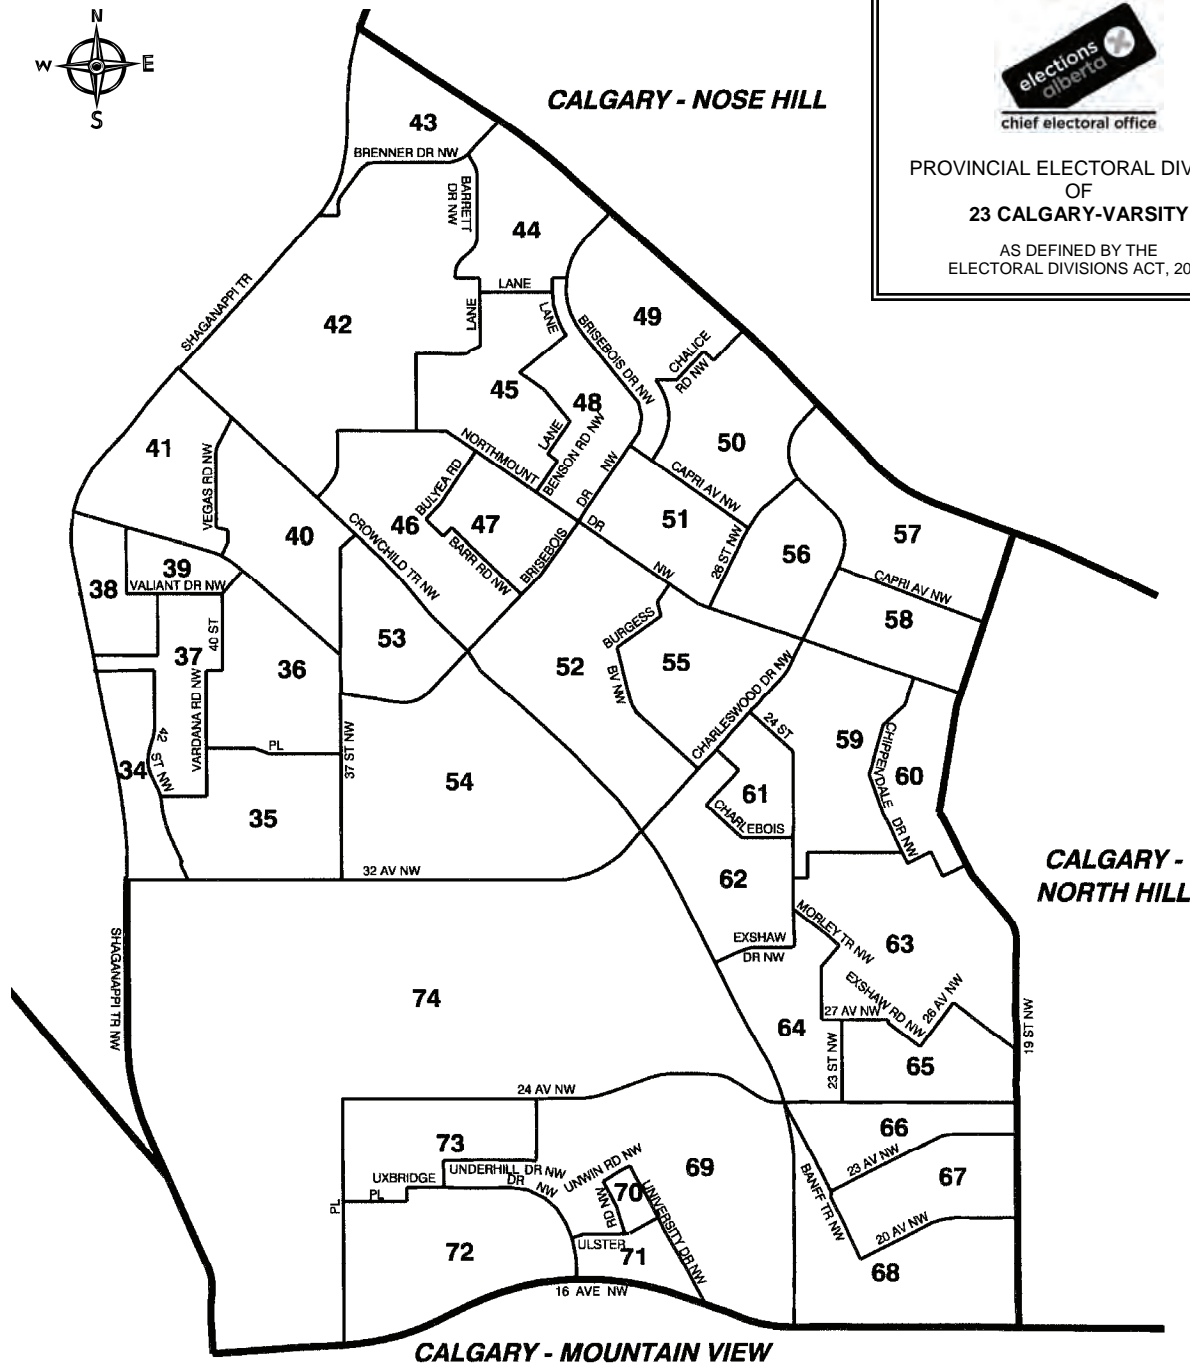 N
W E
S
elections
alberta
chief electoral office
PROVINCIAL ELECTORAL DIV
OF
23 CALGARY-VARSITY
AS DEFINED BY THE
ELECTORAL DIVISIONS ACT, 20
CALGARY - NOSE HILL
43
BRENNER DR NW
BARRETT
DR NW
44
LANE
LANE
LANE
SHAGANAPPI TR
42
49
BRISEBOIS DR NW
CHALICE
RD NW
45
48
LANE
BENSON RD NW
50
41
VEGAS RD NW
NORTHMOUNT
DR
NW
BULYEA RD
46
47
BARR RD NW
BRISEBOIS
DR
NW
CAPRI AV NW
51
26 ST NW
40
CROWCHILD TR NW
56
57
CAPRI AV NW
58
39
VALIANT DR NW
38
40 ST
37
VARDANA RD NW
36
53
52
BURGESS
BV NW
55
CHARLESWOOD DR NW
24 ST
59
CHIPPENDALE
DR NW
60
42
ST NW
34
PL
37 ST NW
54
61
CHARLEBOIS
35
32 AV NW
62
CALGARY -
NORTH HILL
MORLEY TR NW
63
EXSHAW
DR NW
SHAGANAPPI TR NW
74
EXSHAW RD NW
26 AV NW
27 AV NW
64
23 ST NW
65
19 ST NW
24 AV NW
66
73
UNDERHILL DR NW
UXBRIDGE
DR
NW
PL
PL
UNWIN RD NW
70
RD NW
UNIVERSITY DR NW
69
23 AV NW
67
BANFF TR NW
20 AV NW
72
ULSTER
71
68
16 AVE NW
CALGARY - MOUNTAIN VIEW